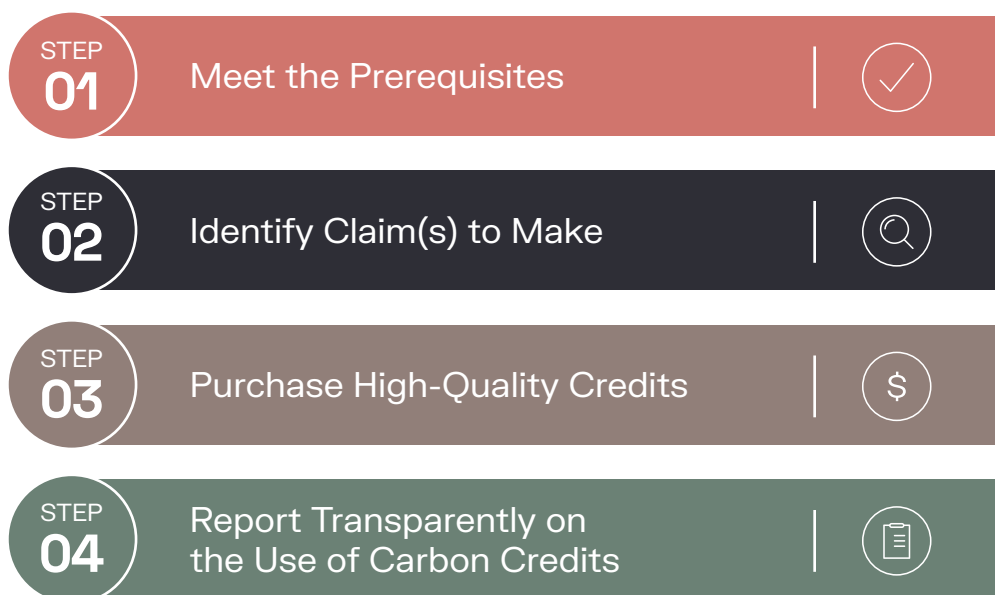 STEP
01
Meet the Prerequisites
STEP
02
Identify Claim(s) to Make
STEP
03
Purchase High-Quality Credits
$
STEP
04
Report Transparently on
the Use of Carbon Credits